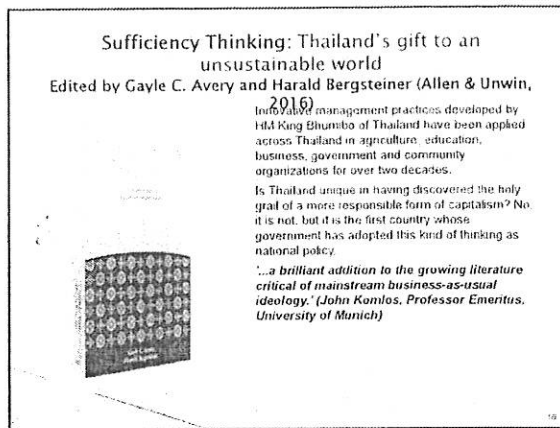 Sufficiency Thinking: Thailand's gift to an
unsustainable world
Edited by Gayle C. Avery and Harald Bergsteiner (Allen & Unwin,
2016)
Innovative management practices developed by
HM King Bhumibo of Thailand have been applied
across Thailand in agriculture, education,
business, government and community
organizations for over two decades.
Is Thailand unique in having discovered the holy
grail of a more responsible form of capitalism? No
it is not, but it is the first country whose
government has adopted this kind of thinking as
national policy.
'...a brilliant addition to the growing literature
critical of mainstream business-as-usual
ideology.' (John Komlos, Professor Emeritus,
University of Munich)